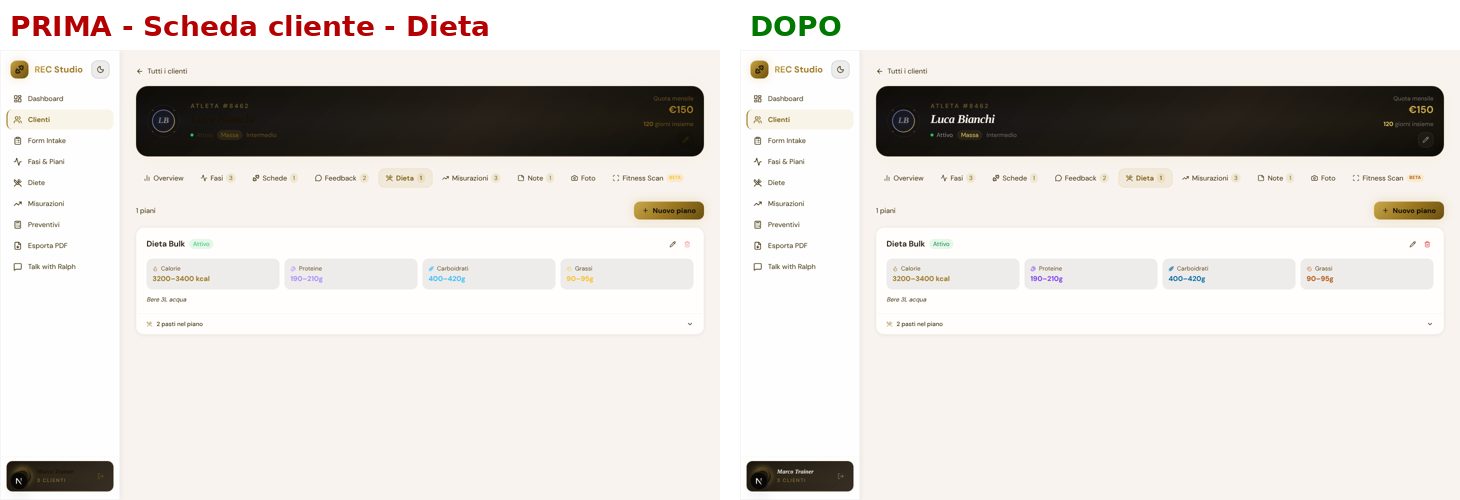 PRIMA - Scheda cliente - Dieta
REC Studio
Dashboard
Clienti
Form Intake
Fasi & Piani
Diete
Misurazioni
Preventivi
Esporta PDF
Talk with Ralph
Marco Trainer
3 CLIENTI
← Tutti i clienti
ATLETA #8462
LB
Luca Bianchi
Attivo Massa Intermedio
Quota mensile
€150
120 giorni insieme
Overview Fasi 3 Schede 1 Feedback 2 Dieta 1 Misurazioni 3 Note 1 Foto Fitness Scan BETA
1 piani
+ Nuovo piano
Dieta Bulk Attivo
Calorie
3200–3400 kcal
Proteine
190–210g
Carboidrati
400–420g
Grassi
90–95g
Bere 3L acqua
2 pasti nel piano
DOPO
REC Studio
Dashboard
Clienti
Form Intake
Fasi & Piani
Diete
Misurazioni
Preventivi
Esporta PDF
Talk with Ralph
N
Marco Trainer
3 CLIENTI
← Tutti i clienti
ATLETA #8462
LB
Luca Bianchi
Attivo Massa Intermedio
Quota mensile
€150
120 giorni insieme
Overview Fasi 3 Schede 1 Feedback 2 Dieta 1 Misurazioni 3 Note 1 Foto Fitness Scan BETA
1 piani
+ Nuovo piano
Dieta Bulk Attivo
Calorie
3200–3400 kcal
Proteine
190–210g
Carboidrati
400–420g
Grassi
90–95g
Bere 3L acqua
2 pasti nel piano